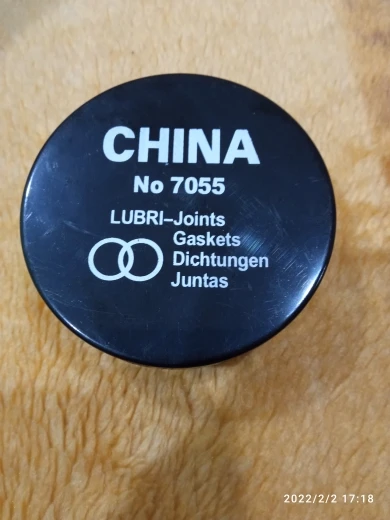 CHINA
No 7055
LUBRI-Joints
Gaskets
Dichtungen
Juntas
2022/2/2 17:18